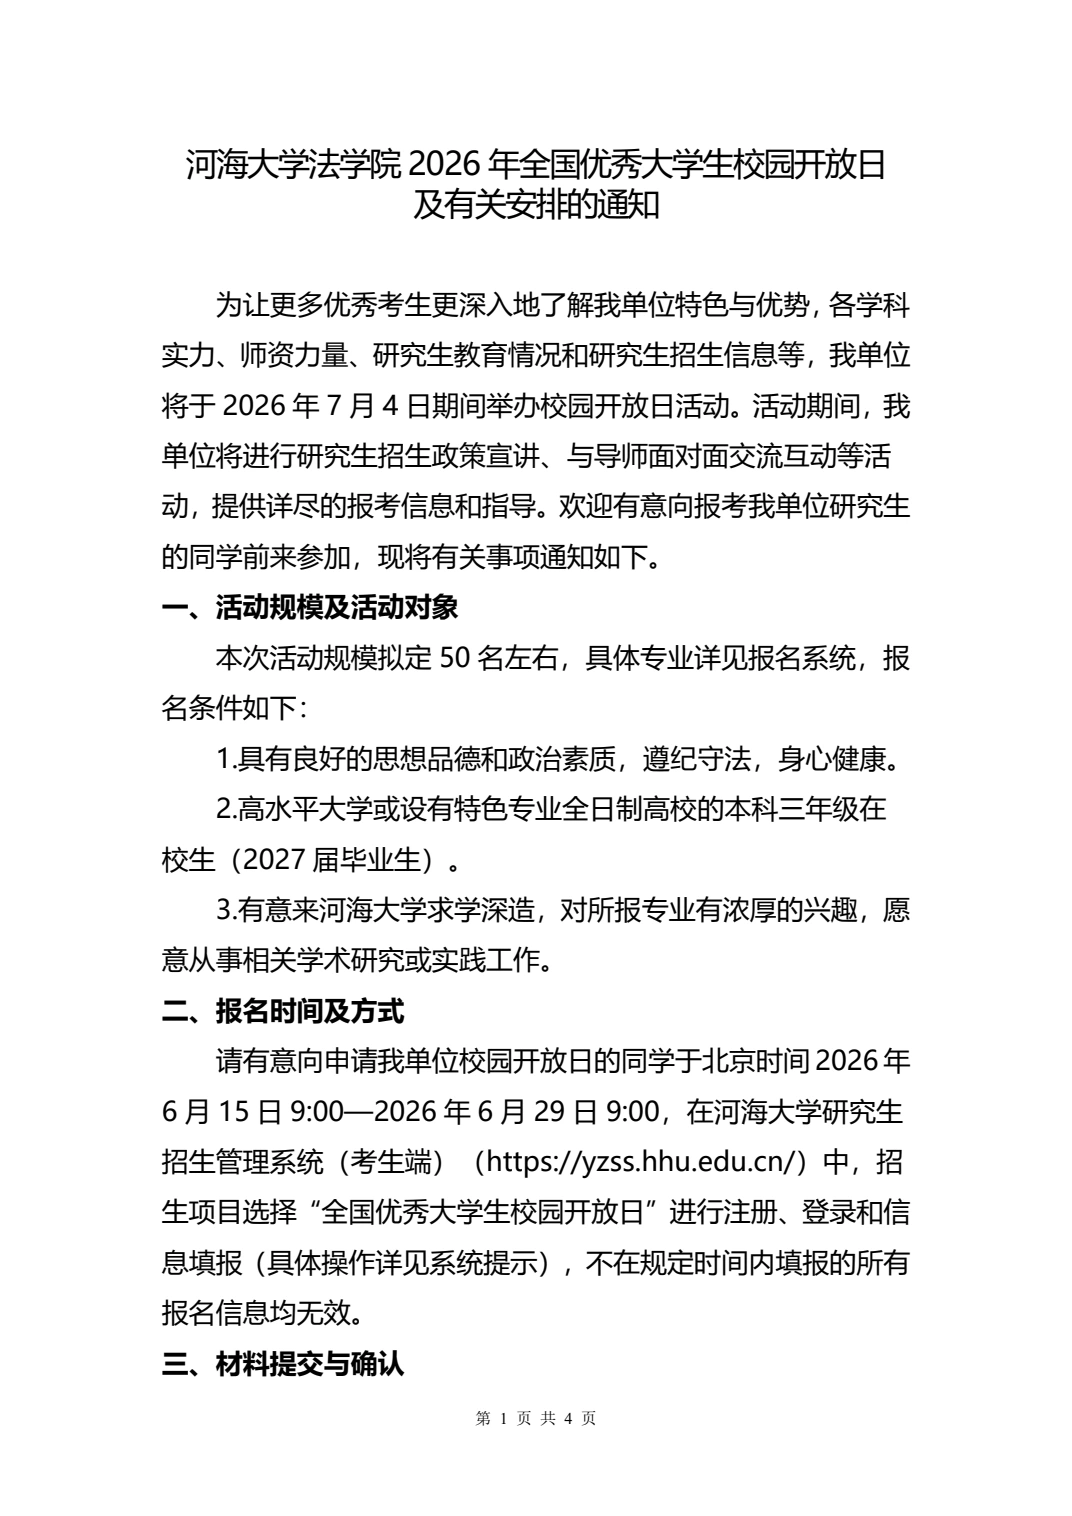 河海大学法学院 2026 年全国优秀大学生校园开放日
及有关安排的通知
为让更多优秀考生更深入地了解我单位特色与优势，各学科
实力、师资力量、研究生教育情况和研究生招生信息等，我单位
将于 2026 年 7 月 4 日期间举办校园开放日活动。活动期间，我
单位将进行研究生招生政策宣讲、与导师面对面交流互动等活
动，提供详尽的报考信息和指导。欢迎有意向报考我单位研究生
的同学前来参加，现将有关事项通知如下。
一、活动规模及活动对象
本次活动规模拟定 50 名左右，具体专业详见报名系统，报
名条件如下：
1.具有良好的思想品德和政治素质，遵纪守法，身心健康。
2.高水平大学或设有特色专业全日制高校的本科三年级在
校生（2027 届毕业生）。
3.有意来河海大学求学深造，对所报专业有浓厚的兴趣，愿
意从事相关学术研究或实践工作。
二、报名时间及方式
请有意向申请我单位校园开放日的同学于北京时间 2026 年
6 月 15 日 9:00—2026 年 6 月 29 日 9:00，在河海大学研究生
招生管理系统（考生端）（https://yzss.hhu.edu.cn/）中，招
生项目选择“全国优秀大学生校园开放日”进行注册、登录和信
息填报（具体操作详见系统提示），不在规定时间内填报的所有
报名信息均无效。
三、材料提交与确认
第 1 页 共 4 页